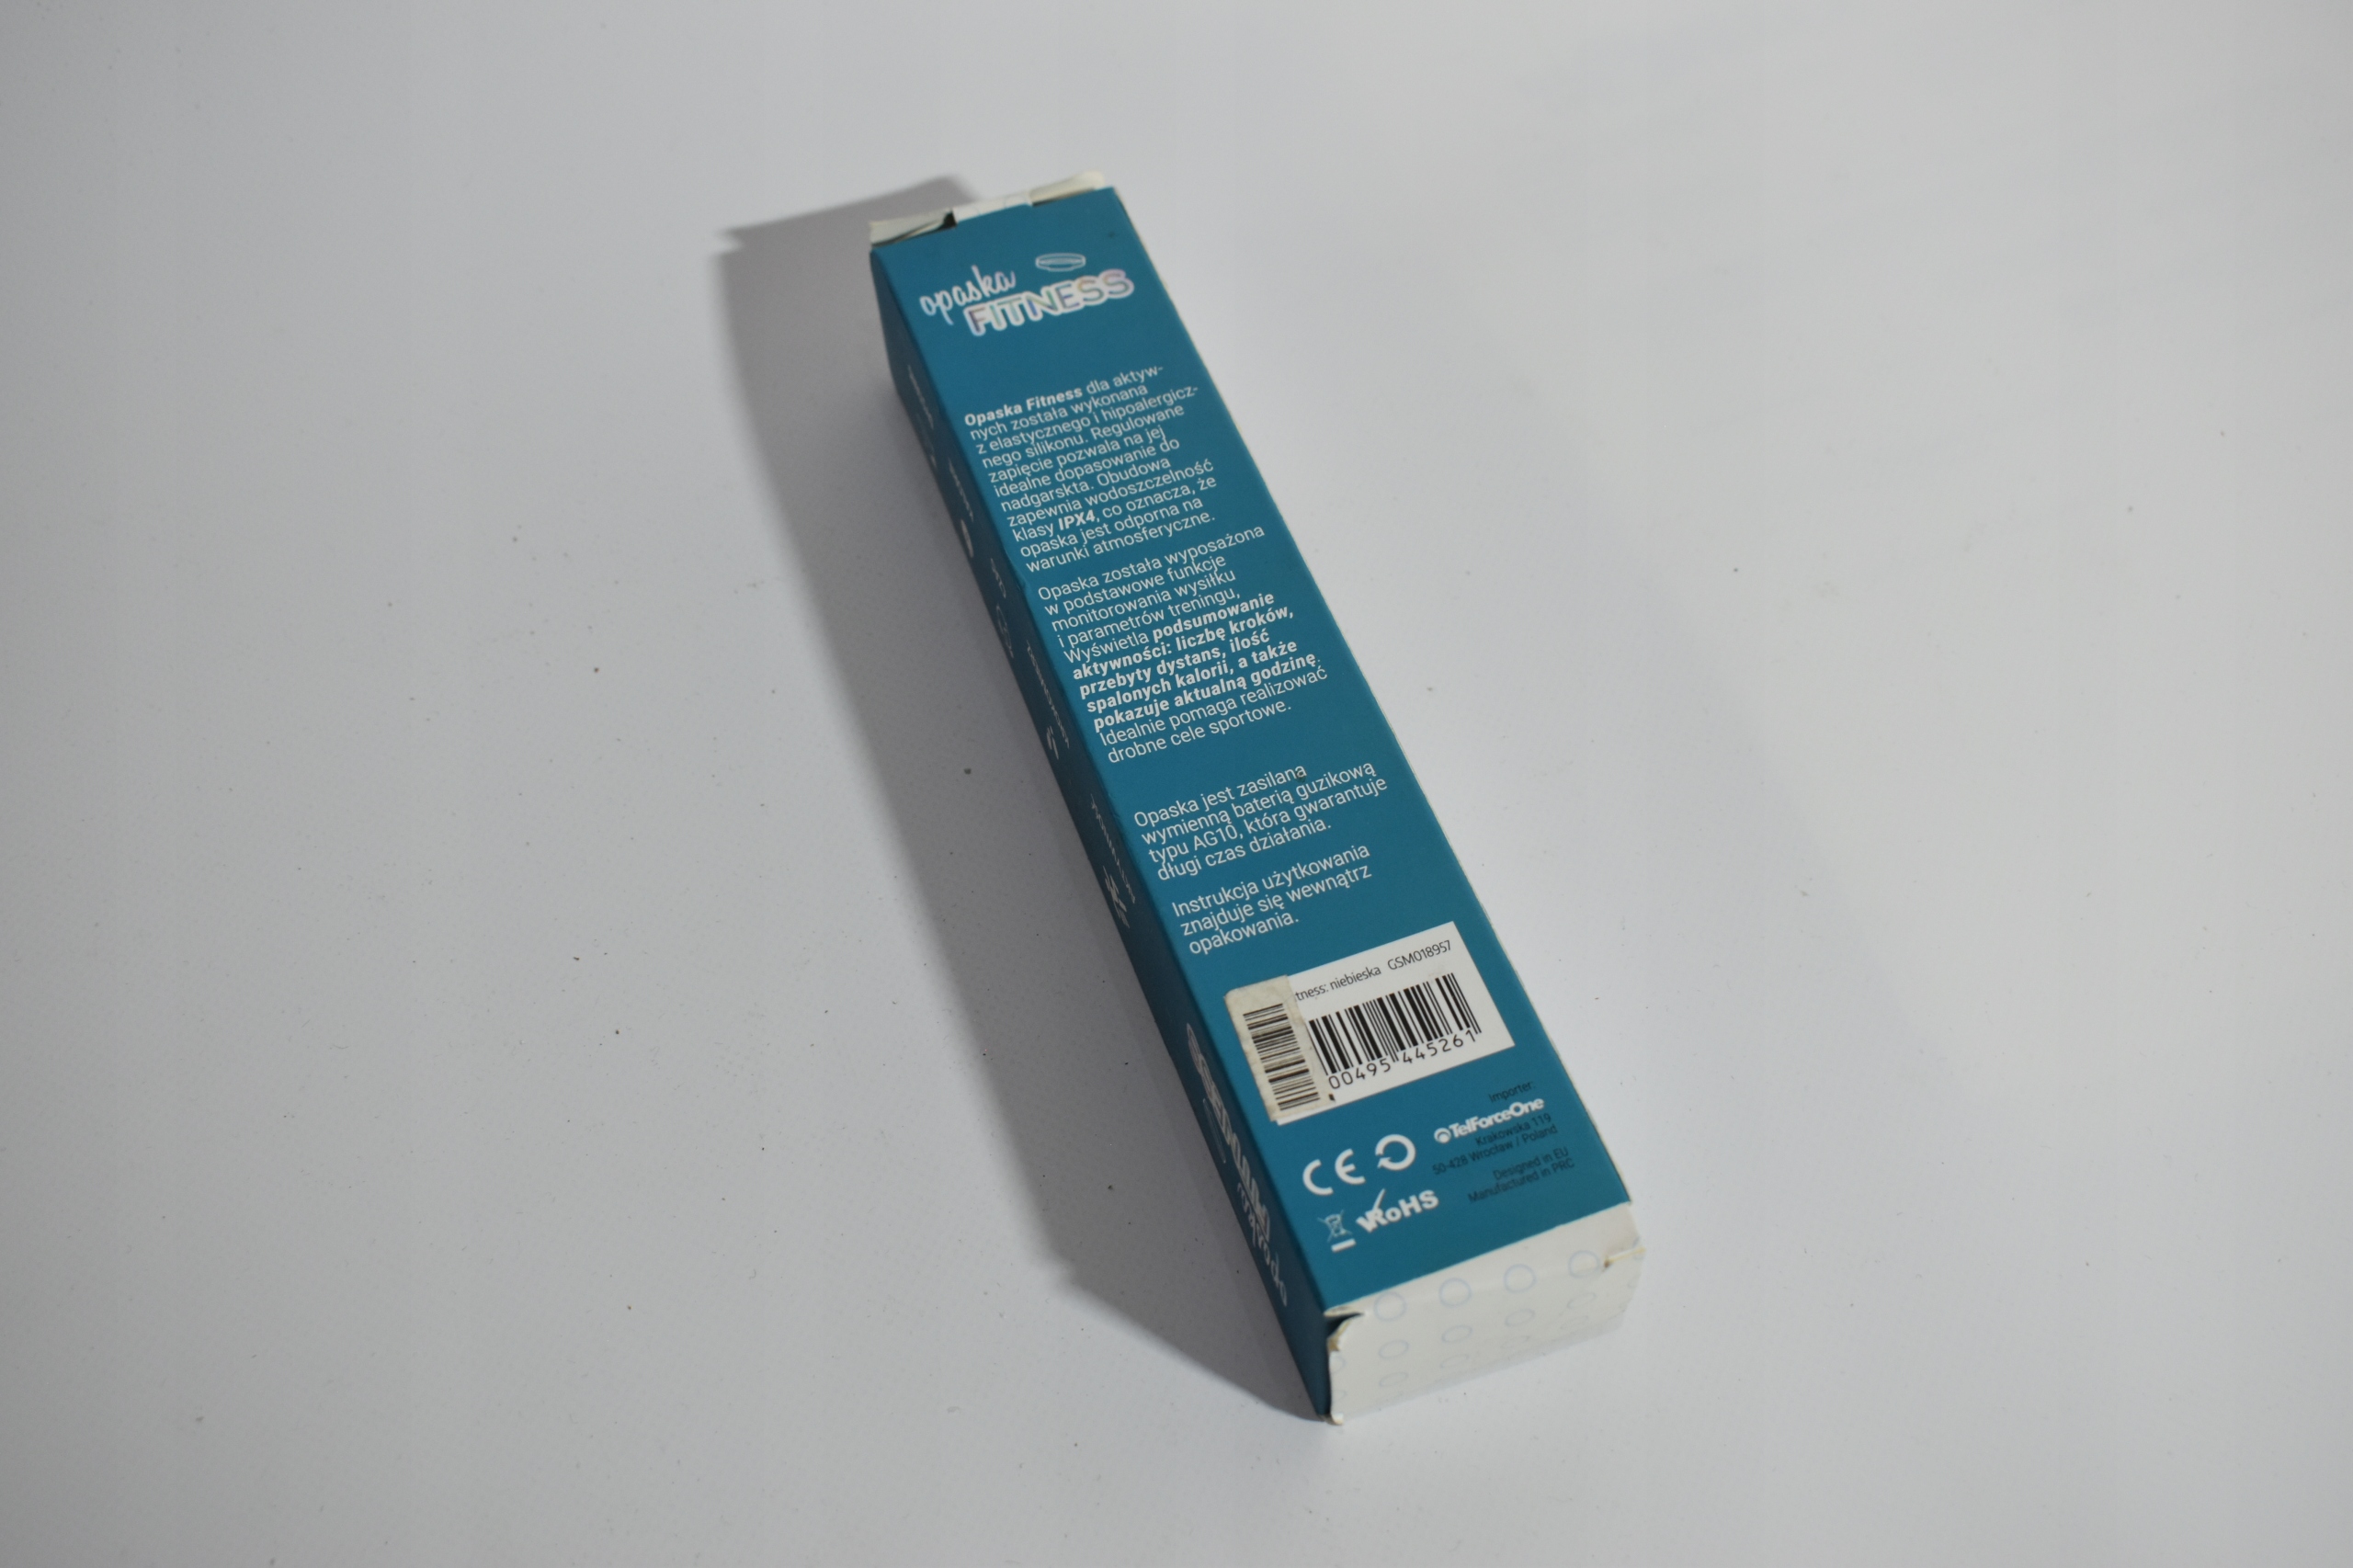 opaska
FITNESS
Opaska Fitness dla aktyw-
nych została wykonana
z elastycznego i hipoalergicz-
nego silikonu. Regulowane
zapięcie pozwala na jej
idealne dopasowanie do
nadgarskta. Obudowa
zapewnia wodoszczelność
klasy IPX4, co oznacza, że
opaska jest odporna na
warunki atmosferyczne.
Opaska została wyposażona
w podstawowe funkcje
monitorowania wysiłku
i parametrów treningu,
Wyświetla podsumowanie
aktywności: liczbę kroków,
przebyty dystans, ilość
spalonych kalorii, a także
pokazuje aktualną godzinę.
Idealnie pomaga realizować
drobne cele sportowe.
Opaska jest zasilana
wymienną baterią guzikową
typu AG10, która gwarantuje
długi czas działania.
Instrukcja użytkowania
znajduje się wewnątrz
opakowania.
tness: niebieska GSM018957
00495 445261
Importer:
TelForceOne
Krakowska 119
50-428 Wrocław / Poland
Designed in EU
Manufactured in PRC
CE
RoHS
opaska
FITNESS